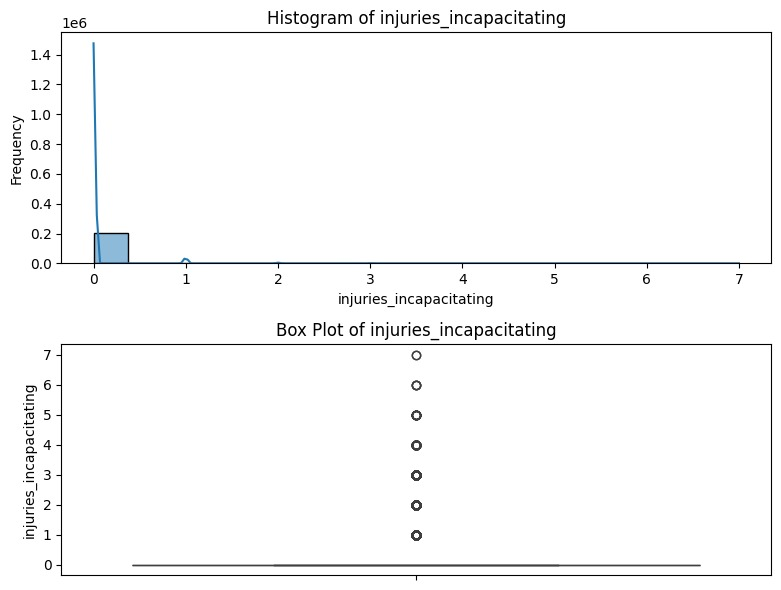 Histogram of injuries_incapacitating
1e6
1.4
1.2
1.0
0.8
0.6
0.4
0.2
0.0
Frequency
0 1 2 3 4 5 6 7
injuries_incapacitating
Box Plot of injuries_incapacitating
7
6
5
4
3
2
1
0
injuries_incapacitating